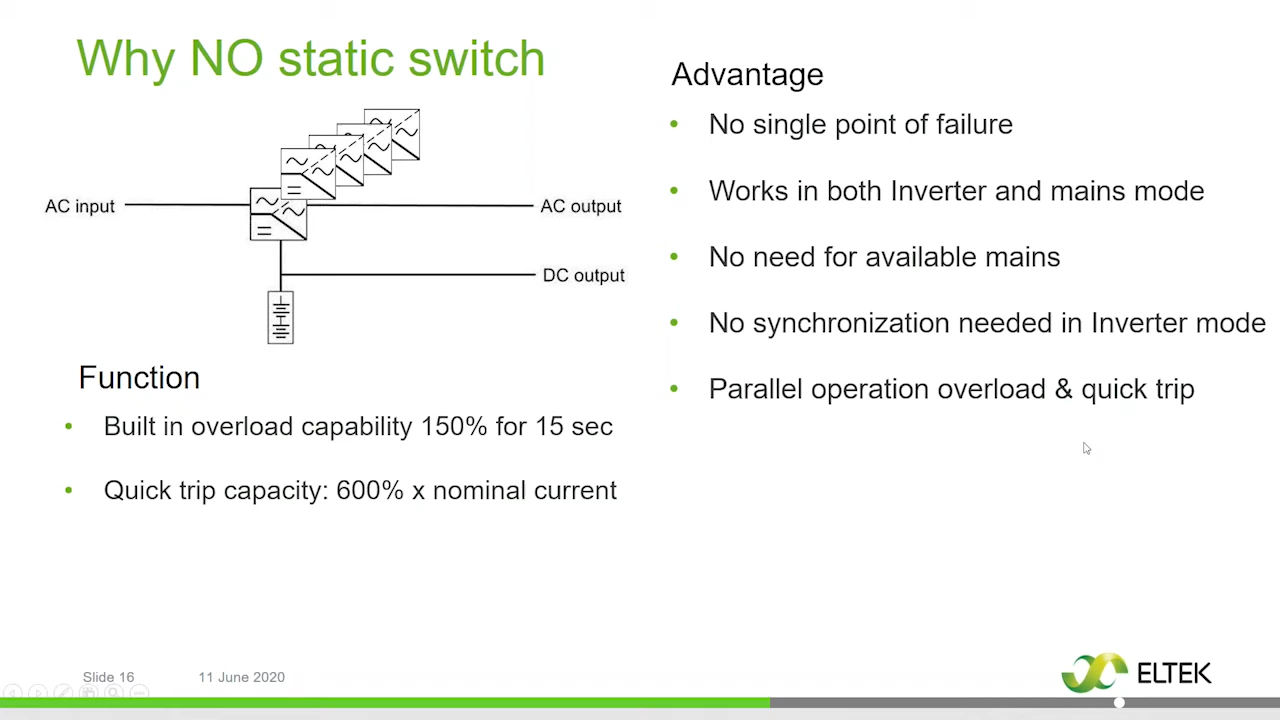 Why NO static switch
AC input
AC output
DC output
Function
• Built in overload capability 150% for 15 sec
• Quick trip capacity: 600% x nominal current
Advantage
• No single point of failure
• Works in both Inverter and mains mode
• No need for available mains
• No synchronization needed in Inverter mode
• Parallel operation overload & quick trip
Slide 16
11 June 2020
ELTEK